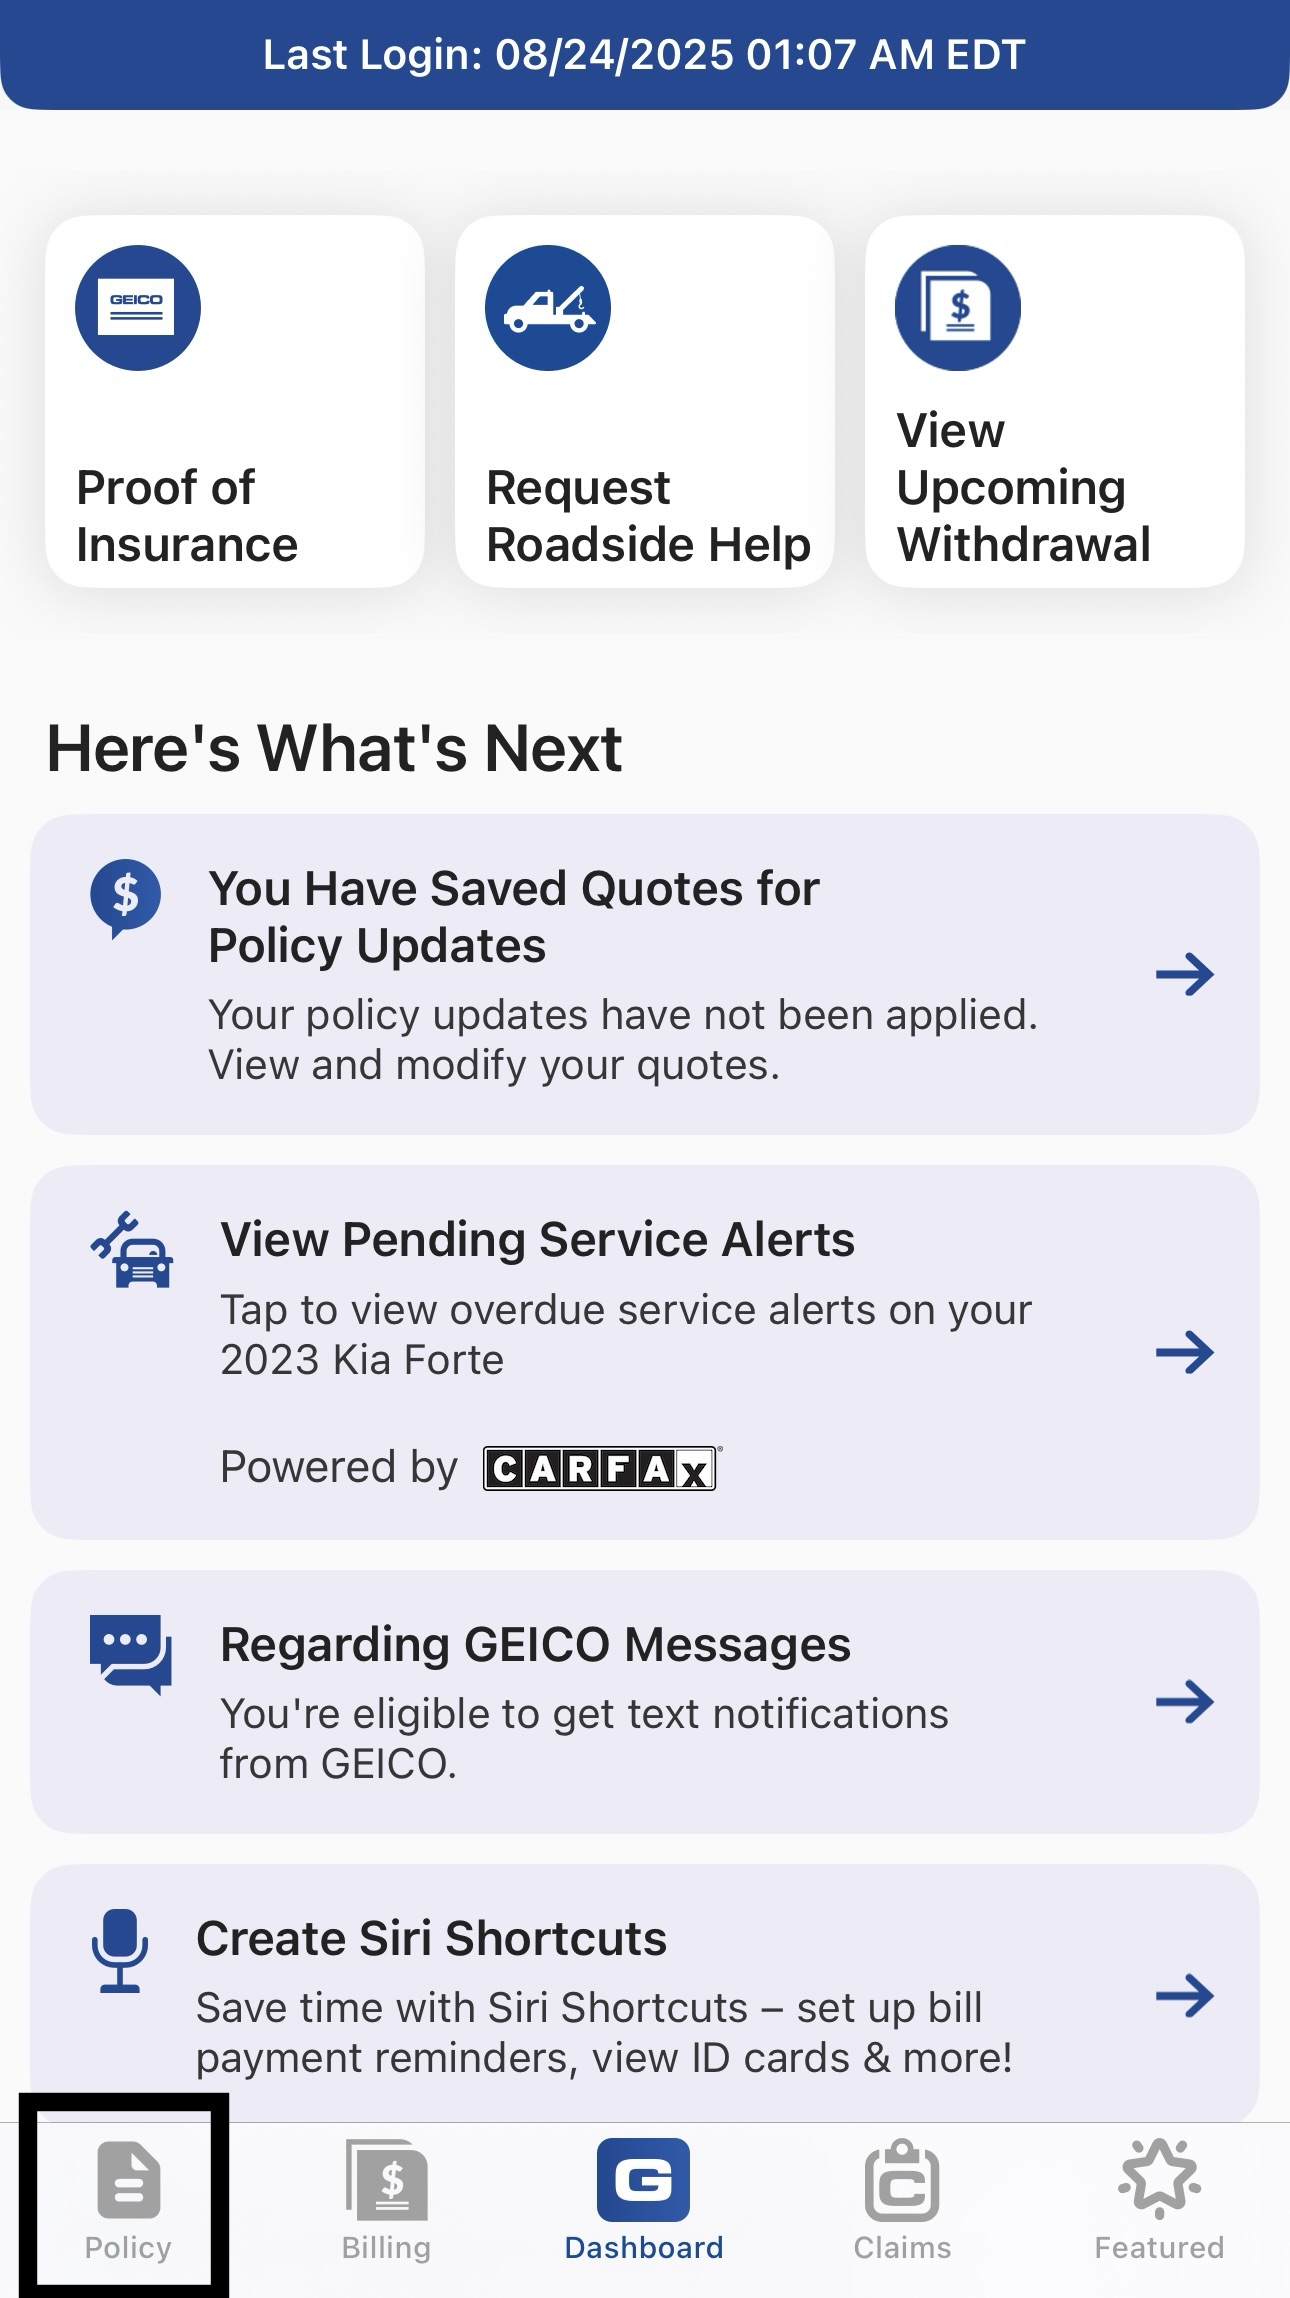 Last Login: 08/24/2025 01:07 AM EDT
GEICO
Proof of
Insurance
Request
Roadside Help
$
View
Upcoming
Withdrawal
Here's What's Next
$
You Have Saved Quotes for
Policy Updates
Your policy updates have not been applied.
View and modify your quotes.
View Pending Service Alerts
Tap to view overdue service alerts on your
2023 Kia Forte
Powered by CARFAX®
Regarding GEICO Messages
You're eligible to get text notifications
from GEICO.
Create Siri Shortcuts
Save time with Siri Shortcuts – set up bill
payment reminders, view ID cards & more!
Policy
$
Billing
G
Dashboard
C
Claims
Featured